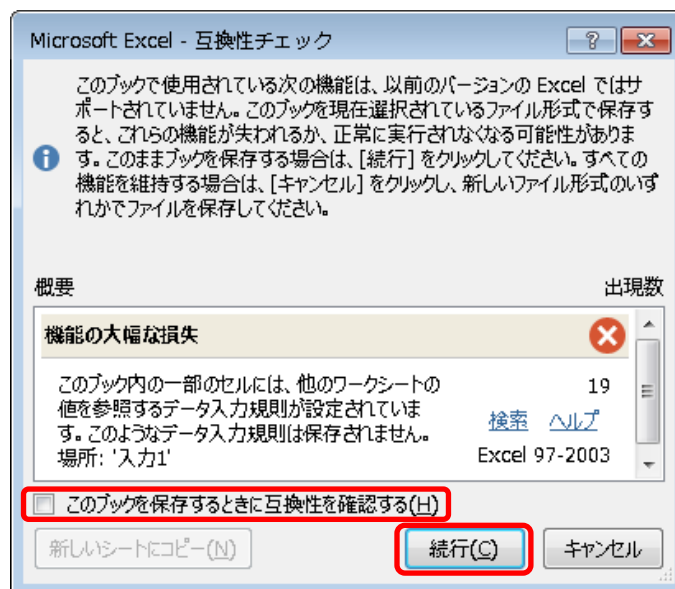 Microsoft Excel - 互換性チェック
このブックで使用されている次の機能は、以前のバージョンの Excel ではサ
ポートされていません。このブックを現在選択されているファイル形式で保存す
ると、これらの機能が失われるか、正常に実行されなくなる可能性がありま
す。このままブックを保存する場合は、[続行] をクリックしてください。すべての
機能を維持する場合は、[キャンセル] をクリックし、新しいファイル形式のいず
れかでファイルを保存してください。
概要 出現数
機能の大幅な損失
このブック内の一部のセルには、他のワークシートの 19
値を参照するデータ入力規則が設定されていま
す。このようなデータ入力規則は保存されません。 検索 ヘルプ
場所: '入力1' Excel 97-2003
このブックを保存するときに互換性を確認する(H)
新しいシートにコピー(N) 続行(C) キャンセル